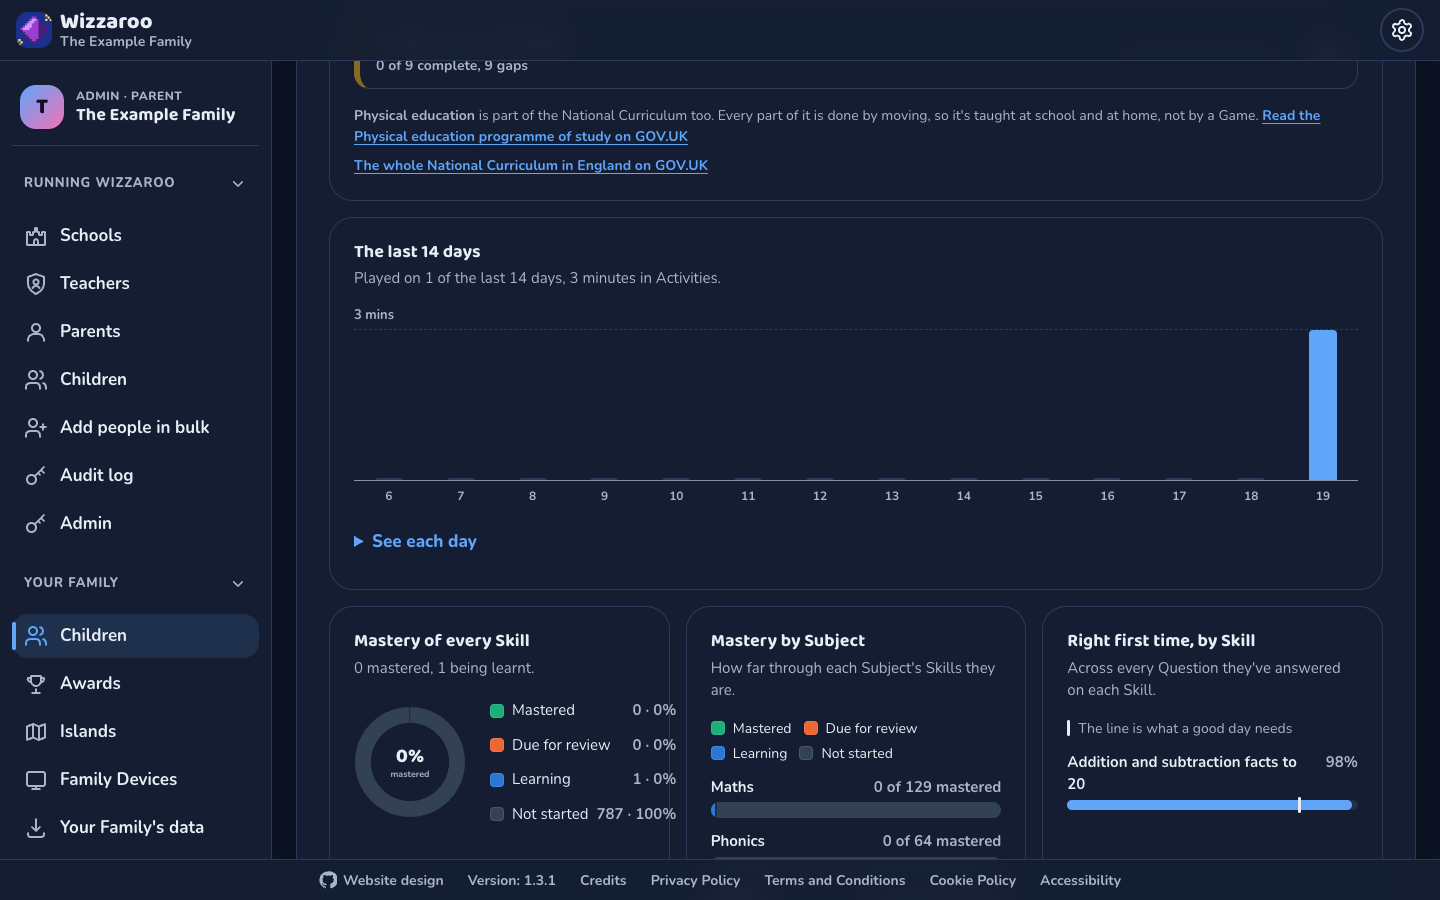 Wizzaroo
The Example Family
T
ADMIN · PARENT
The Example Family
RUNNING WIZZAROO
Schools
Teachers
Parents
Children
Add people in bulk
Audit log
Admin
YOUR FAMILY
Children
Awards
Islands
Family Devices
Your Family's data
0 of 9 complete, 9 gaps
Physical education is part of the National Curriculum too. Every part of it is done by moving, so it's taught at school and at home, not by a Game. Read the
Physical education programme of study on GOV.UK
The whole National Curriculum in England on GOV.UK
The last 14 days
Played on 1 of the last 14 days, 3 minutes in Activities.
3 mins
6 7 8 9 10 11 12 13 14 15 16 17 18 19
See each day
Mastery of every Skill
0 mastered, 1 being learnt.
0%
mastered
Mastered 0 · 0%
Due for review 0 · 0%
Learning 1 · 0%
Not started 787 · 100%
Mastery by Subject
How far through each Subject's Skills they
are.
Mastered Due for review
Learning Not started
Maths 0 of 129 mastered
Phonics 0 of 64 mastered
Right first time, by Skill
Across every Question they've answered
on each Skill.
The line is what a good day needs
Addition and subtraction facts to 98%
20
Website design Version: 1.3.1 Credits Privacy Policy Terms and Conditions Cookie Policy Accessibility